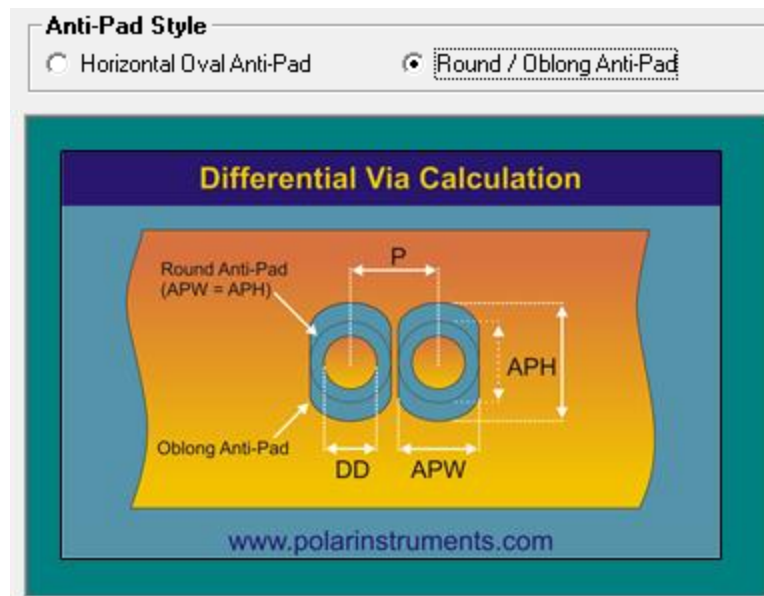 Anti-Pad Style
Horizontal Oval Anti-Pad
Round / Oblong Anti-Pad
Differential Via Calculation
P
Round Anti-Pad
(APW = APH)
APH
Oblong Anti-Pad
DD
APW
www.polarinstruments.com